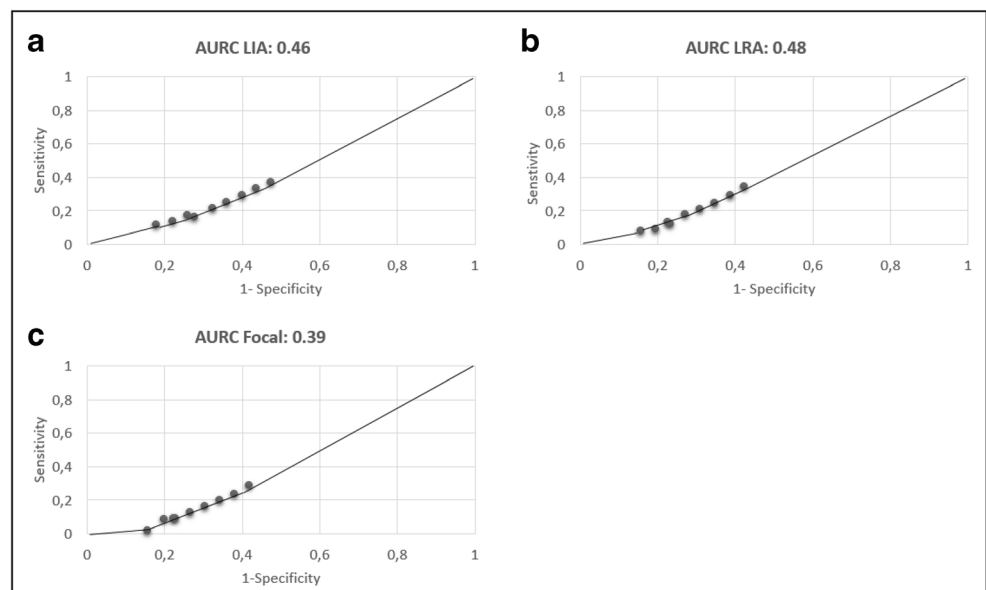 a
AURC LIA: 0.46
1
0,8
0,6
0,4
0,2
0
Sensitivity
0 0,2 0,4 0,6 0,8 1
1- Specificity
b
AURC LRA: 0.48
1
0,8
0,6
0,4
0,2
0
Senstivity
0 0,2 0,4 0,6 0,8 1
1- Specificity
c
AURC Focal: 0.39
1
0,8
0,6
0,4
0,2
0
Sensitivity
0 0,2 0,4 0,6 0,8 1
1-Specificity